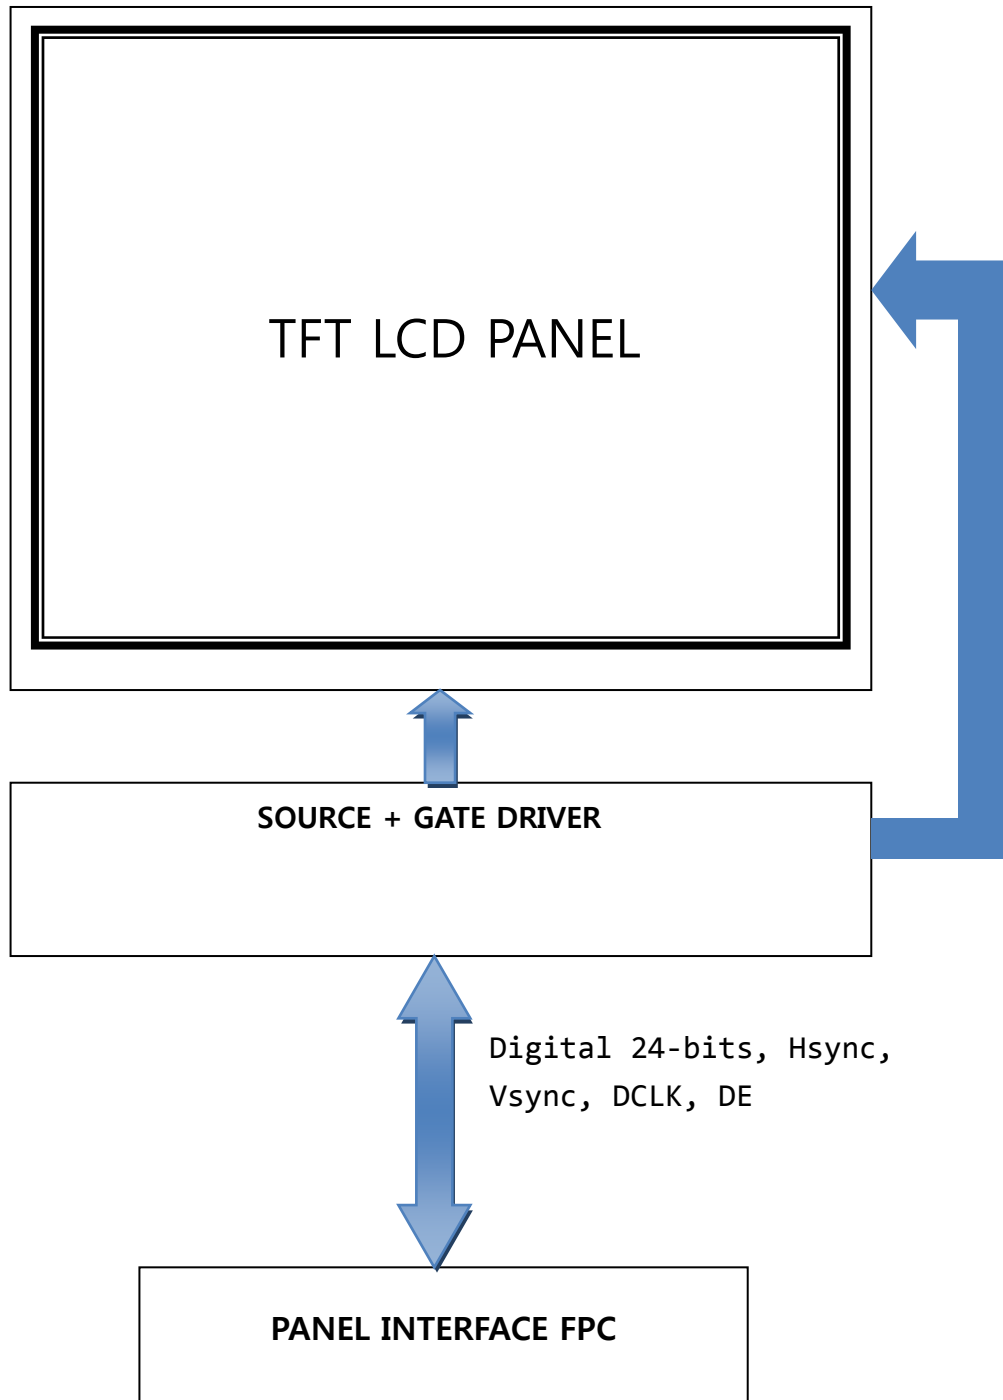 TFT LCD PANEL
SOURCE + GATE DRIVER
Digital 24-bits, Hsync,
Vsync, DCLK, DE
PANEL INTERFACE FPC